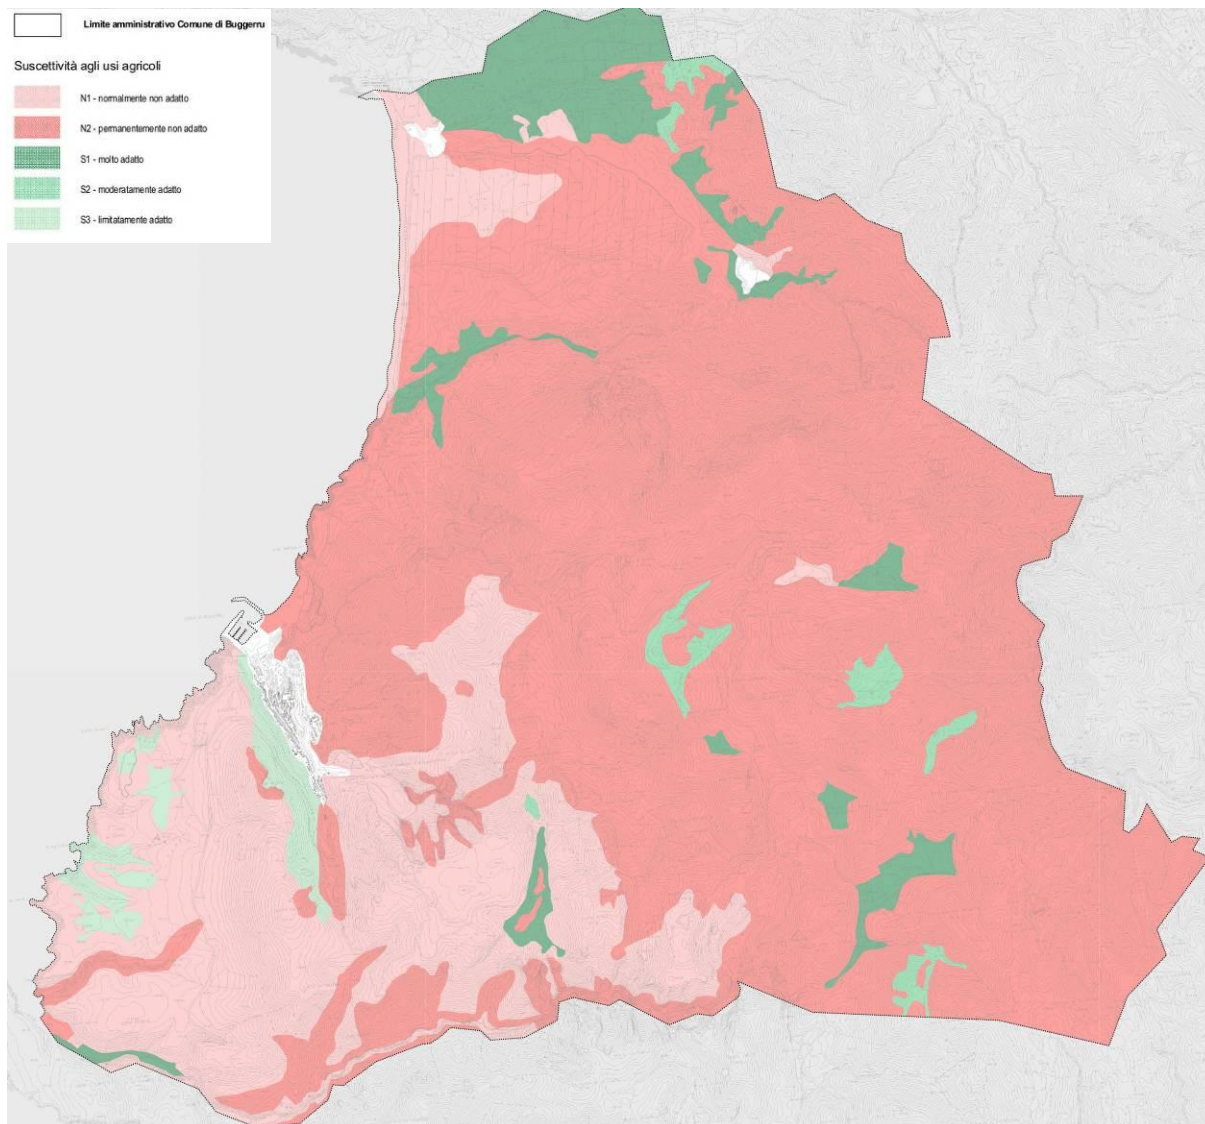 Limite amministrativo Comune di Buggerru
Suscettività agli usi agricoli
N1 - normalmente non adatto
N2 - permanentemente non adatto
S1 - molto adatto
S2 - moderatamente adatto
S3 - limitatamente adatto